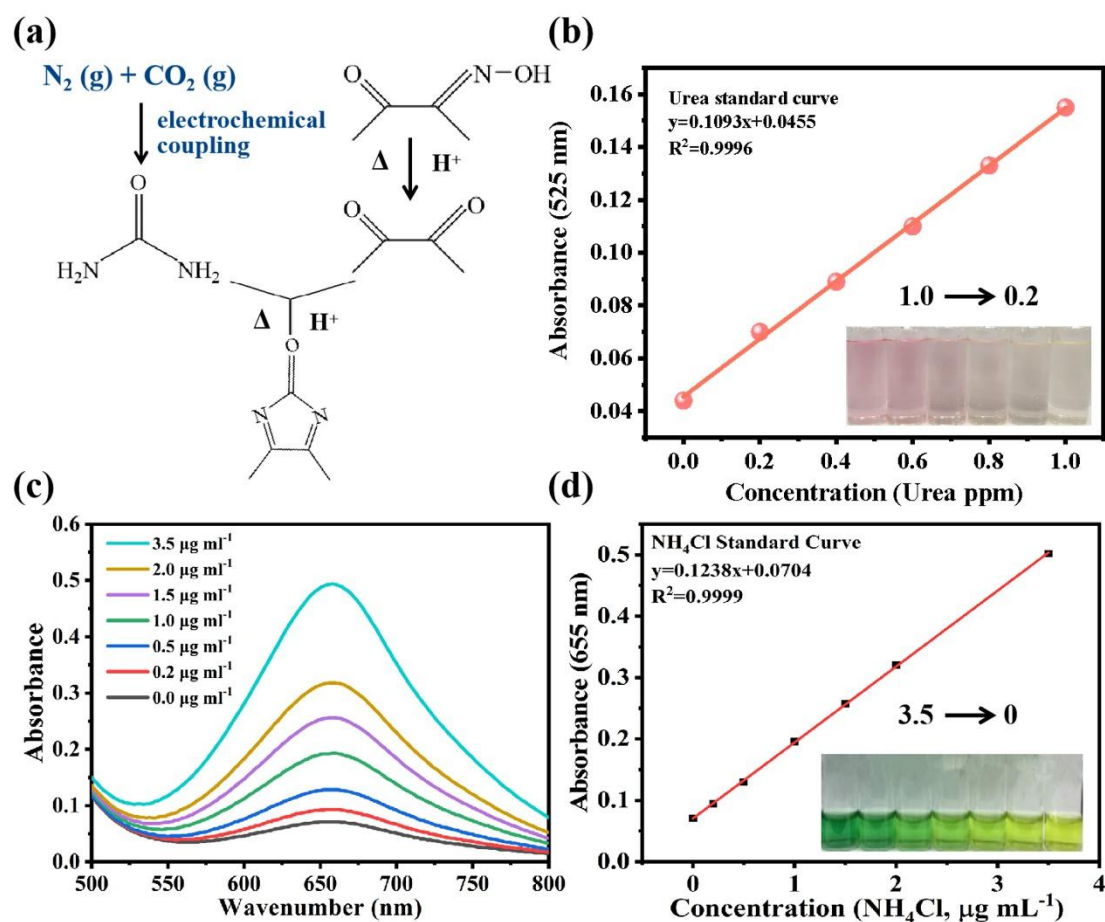 (a)
N₂ (g) + CO₂ (g)
electrochemical
coupling
O
H₂N
NH₂
O
N–OH
Δ H⁺
O
O
Δ H⁺
O
N
N
(b)
Urea standard curve
y=0.1093x+0.0455
R²=0.9996
1.0 → 0.2
Absorbance (525 nm)
0.16
0.14
0.12
0.10
0.08
0.06
0.04
0.0 0.2 0.4 0.6 0.8 1.0
Concentration (Urea ppm)
(c)
3.5 µg ml⁻¹
2.0 µg ml⁻¹
1.5 µg ml⁻¹
1.0 µg ml⁻¹
0.5 µg ml⁻¹
0.2 µg ml⁻¹
0.0 µg ml⁻¹
Absorbance
0.6
0.5
0.4
0.3
0.2
0.1
0.0
500 550 600 650 700 750 800
Wavenumber (nm)
(d)
NH₄Cl Standard Curve
y=0.1238x+0.0704
R²=0.9999
3.5 → 0
Absorbance (655 nm)
0.5
0.4
0.3
0.2
0.1
0.0
0 1 2 3 4
Concentration (NH₄Cl, µg mL⁻¹)